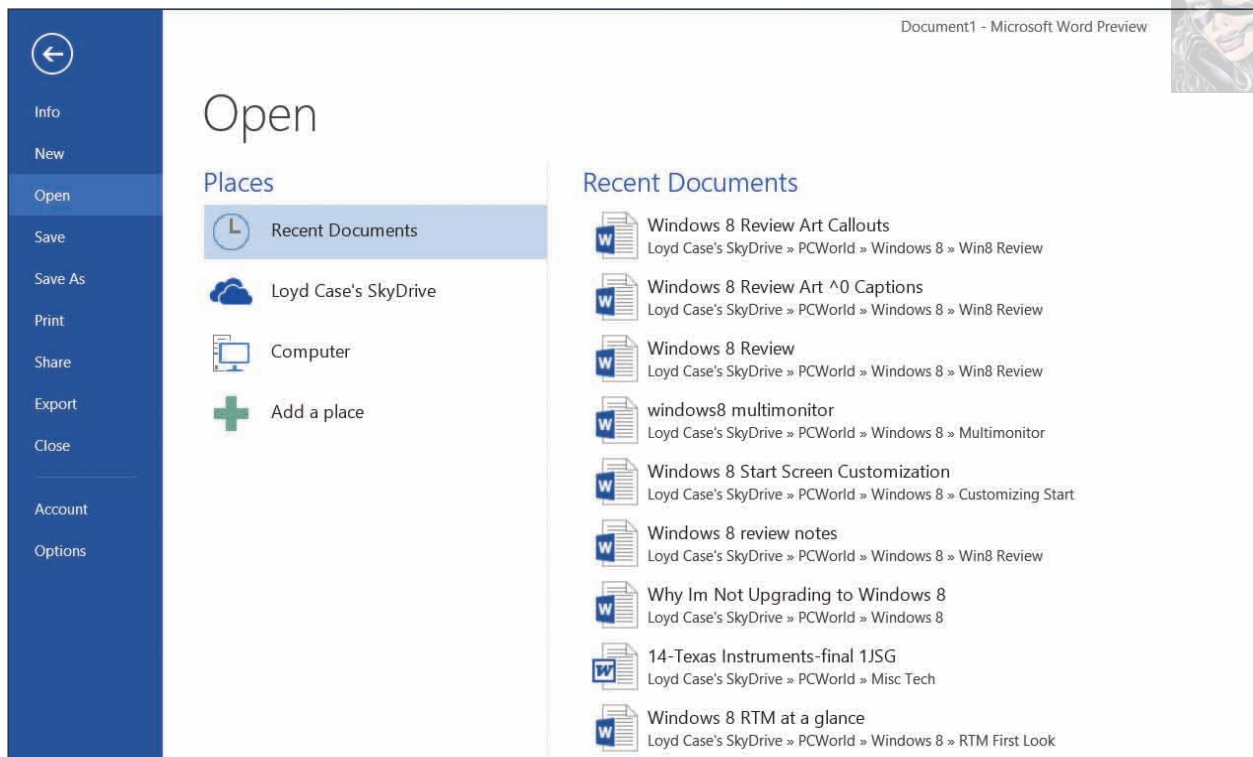 Document1 - Microsoft Word Preview
Info
New
Open
Save
Save As
Print
Share
Export
Close
Account
Options
Open
Places
Recent Documents
Loyd Case's SkyDrive
Computer
Add a place
Recent Documents
Windows 8 Review Art Callouts
Loyd Case's SkyDrive » PCWorld » Windows 8 » Win8 Review
Windows 8 Review Art ^0 Captions
Loyd Case's SkyDrive » PCWorld » Windows 8 » Win8 Review
Windows 8 Review
Loyd Case's SkyDrive » PCWorld » Windows 8 » Win8 Review
windows8 multimonitor
Loyd Case's SkyDrive » PCWorld » Windows 8 » Multimonitor
Windows 8 Start Screen Customization
Loyd Case's SkyDrive » PCWorld » Windows 8 » Customizing Start
Windows 8 review notes
Loyd Case's SkyDrive » PCWorld » Windows 8 » Win8 Review
Why Im Not Upgrading to Windows 8
Loyd Case's SkyDrive » PCWorld » Windows 8
14-Texas Instruments-final 1JSG
Loyd Case's SkyDrive » PCWorld » Misc Tech
Windows 8 RTM at a glance
Loyd Case's SkyDrive » PCWorld » Windows 8 » RTM First Look